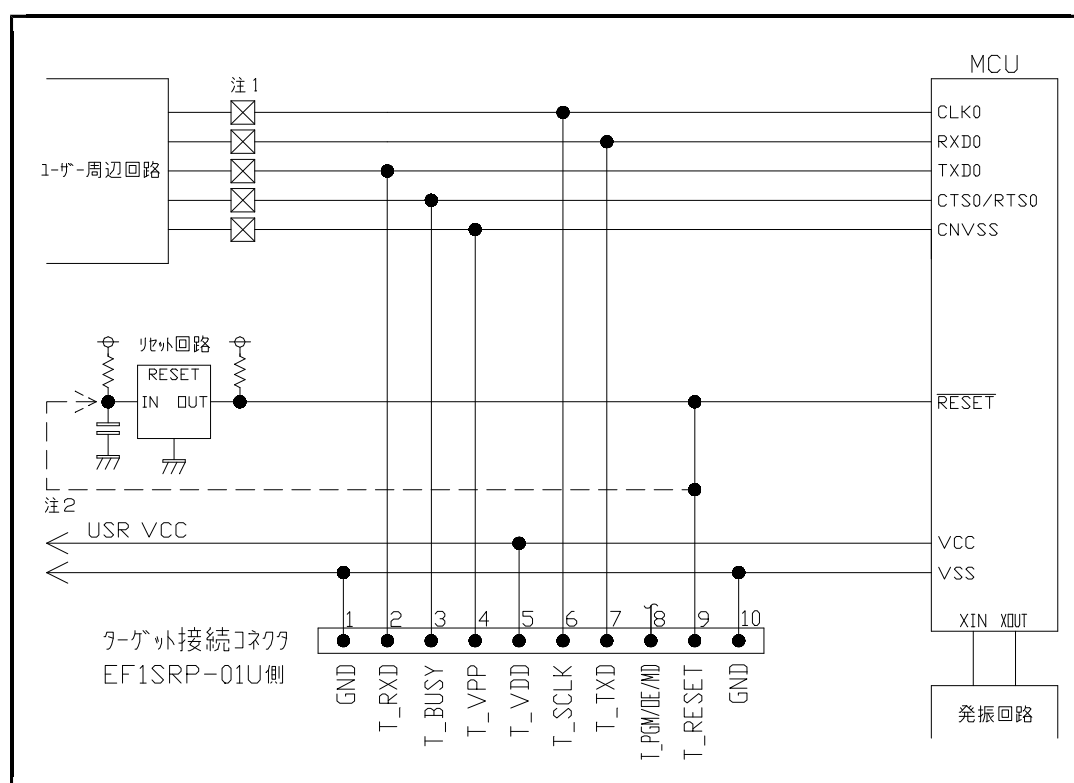 MCU
注1
CLK0
RXD0
ユーザー周辺回路
TXD0
CTS0/RTS0
CNVSS
リセット回路
RESET
IN OUT
RESET
注2
USR VCC
VCC
VSS
1 2 3 4 5 6 7 8 9 10
XIN XOUT
ターゲット接続コネクタ
EF1SRP-01U側
GND
T_RXD
T_BUSY
T_VPP
T_VDD
T_SCLK
T_TXD
T_PGM/OE/MD
T_RESET
GND
発振回路